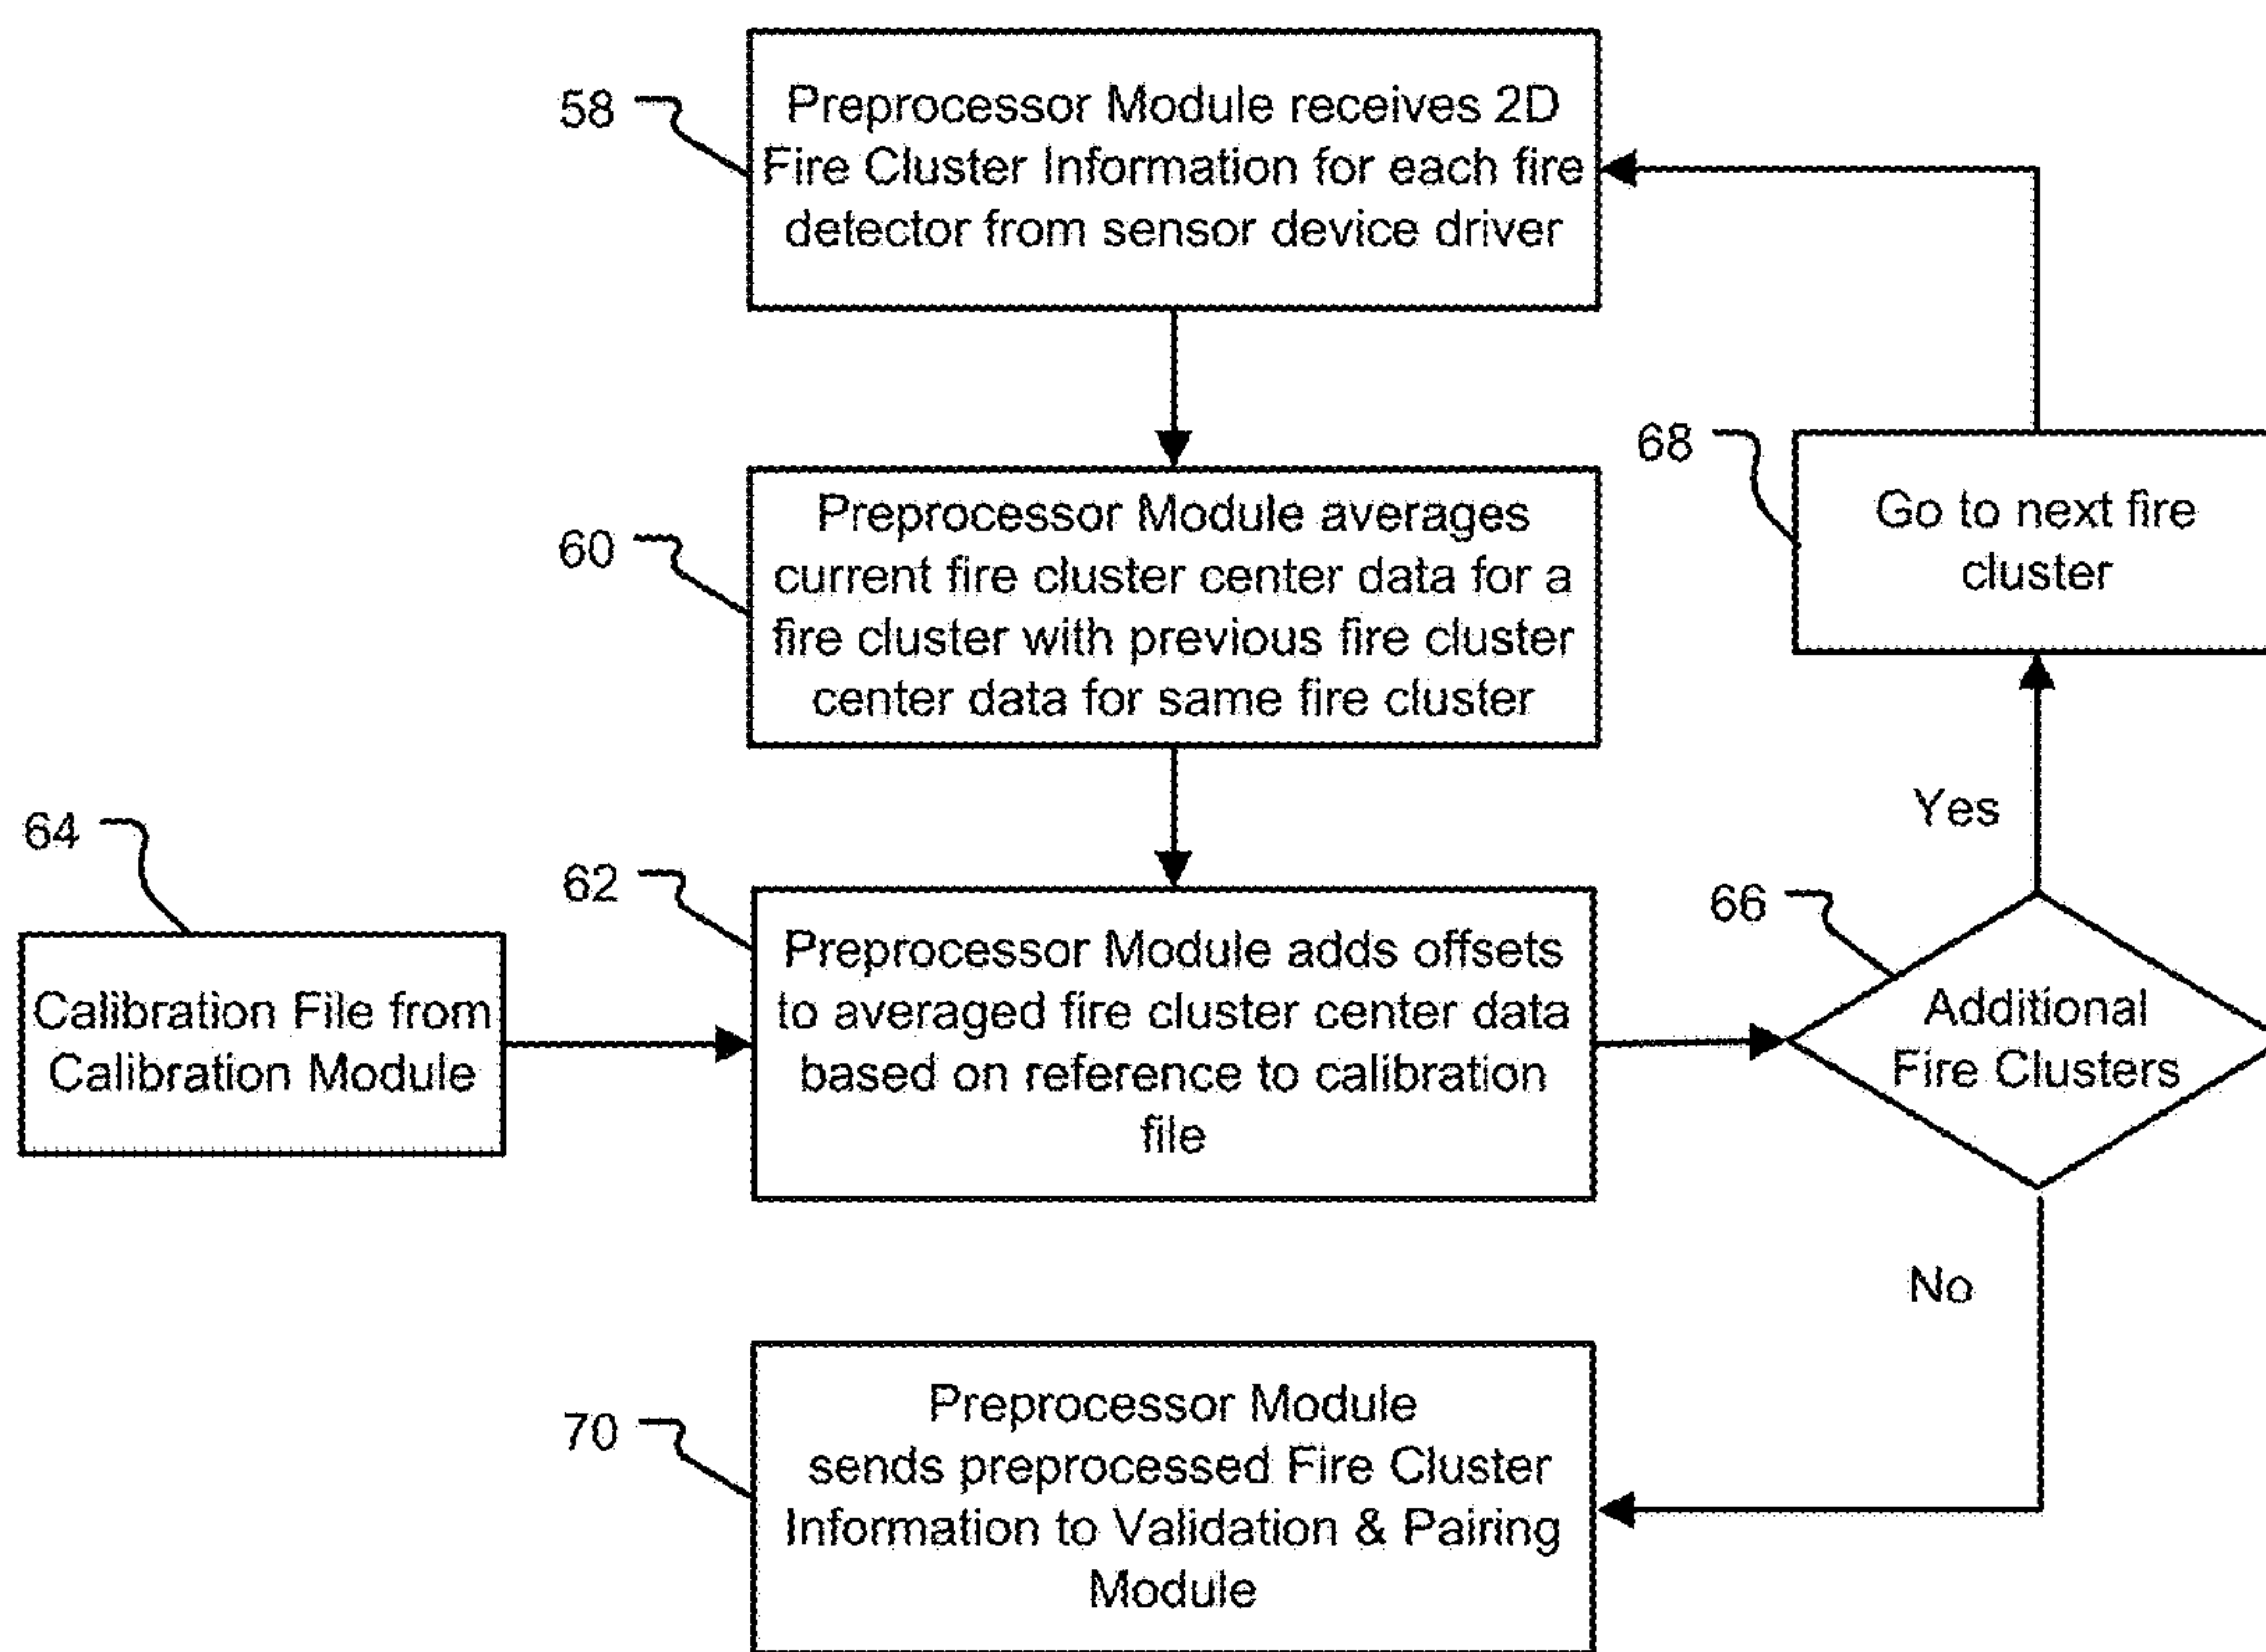 58
Preprocessor Module receives 2D
Fire Cluster Information for each fire
detector from sensor device driver
60
Preprocessor Module averages
current fire cluster center data for a
fire cluster with previous fire cluster
center data for same fire cluster
68
Go to next fire
cluster
Yes
64
Calibration File from
Calibration Module
62
Preprocessor Module adds offsets
to averaged fire cluster center data
based on reference to calibration
file
66
Additional
Fire Clusters
No
70
Preprocessor Module
sends preprocessed Fire Cluster
Information to Validation & Pairing
Module